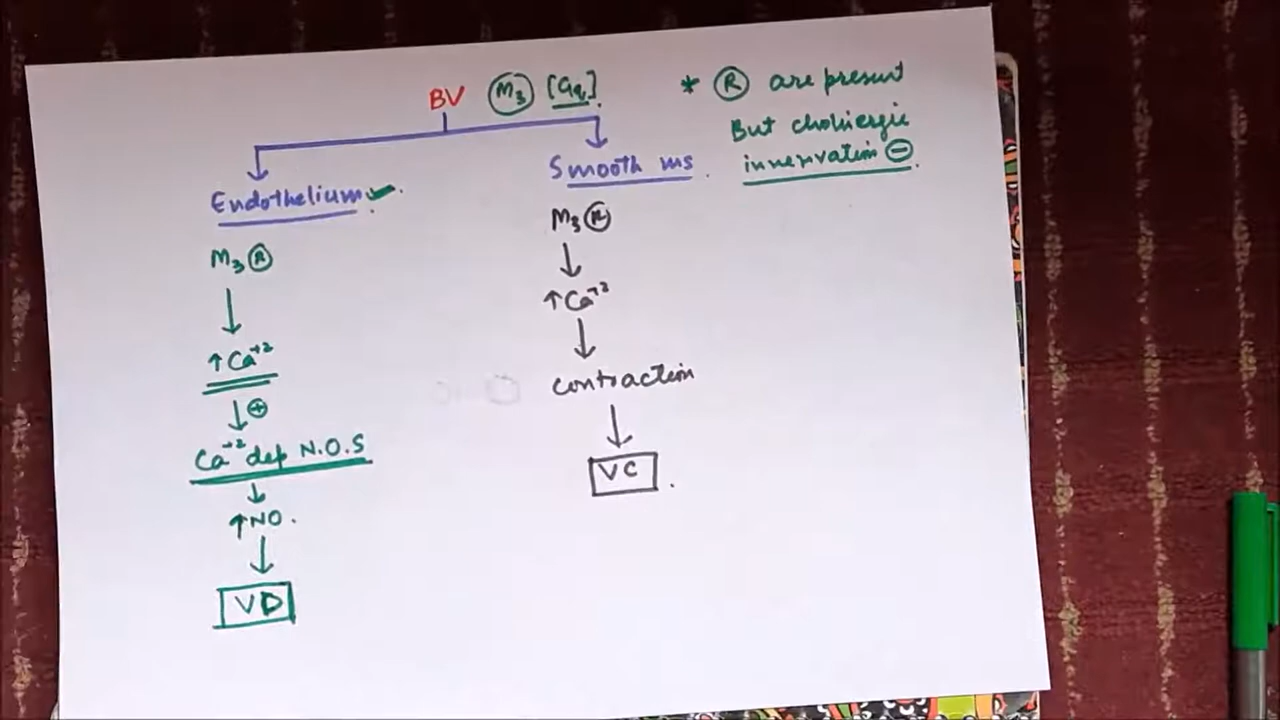 BV M₃ [Gq].
* R are present
But cholinergic
innervation ⊖.
Endothelium.
M₃ R
↓
↑Ca⁺²
↓ ⊕
Ca⁺² dep N.O.S
↓
↑NO.
↓
VD
Smooth ms.
M₃ R
↓
↑Ca⁺²
↓
contraction
↓
VC.